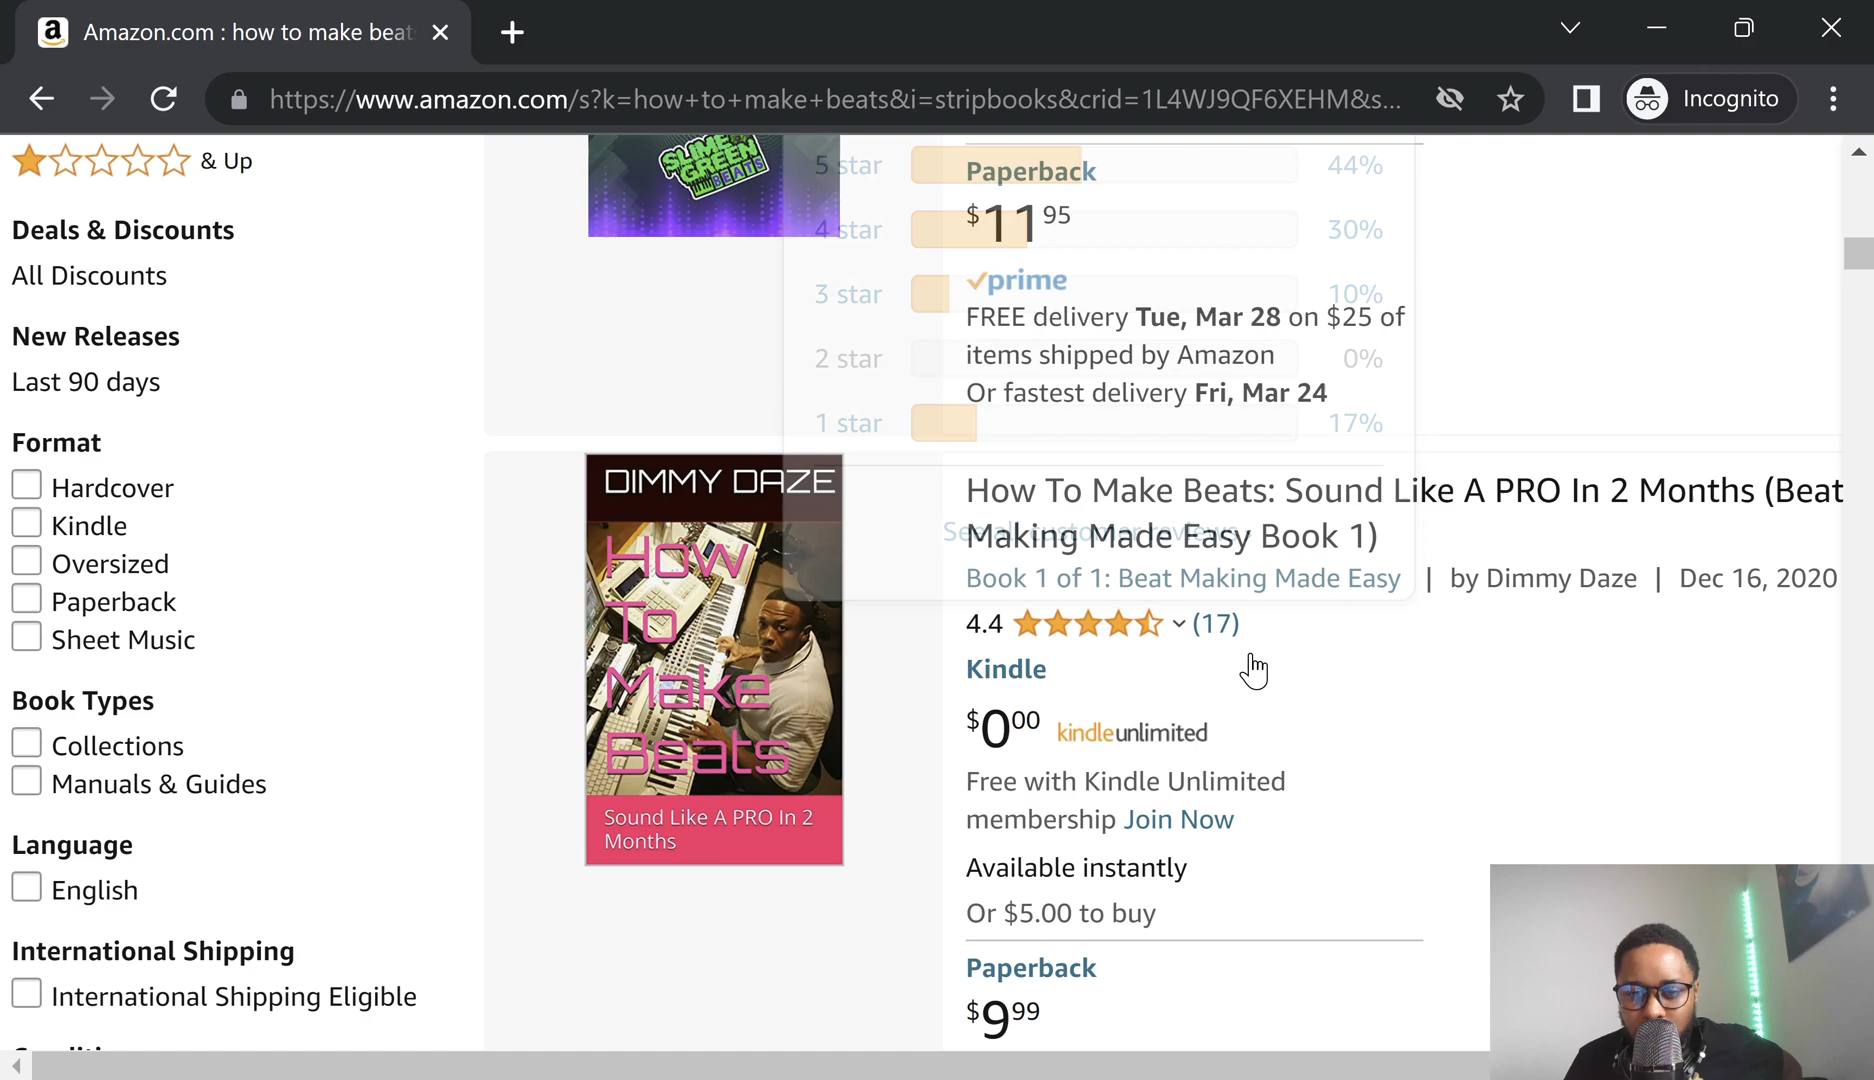 Amazon.com : how to make beat
https://www.amazon.com/s?k=how+to+make+beats&i=stripbooks&crid=1L4WJ9QF6XEHM&s...
Incognito
& Up
Deals & Discounts
All Discounts
New Releases
Last 90 days
Format
Hardcover
Kindle
Oversized
Paperback
Sheet Music
Book Types
Collections
Manuals & Guides
Language
English
International Shipping
International Shipping Eligible
SLIME
GREEN
BEATS
5 star 44%
4 star 30%
3 star 10%
2 star 0%
1 star 17%
See all customer reviews
Paperback
$11 95
prime
FREE delivery Tue, Mar 28 on $25 of
items shipped by Amazon
Or fastest delivery Fri, Mar 24
DIMMY DAZE
How
To
Make
Beats
Sound Like A PRO In 2
Months
How To Make Beats: Sound Like A PRO In 2 Months (Beat
Making Made Easy Book 1)
Book 1 of 1: Beat Making Made Easy | by Dimmy Daze | Dec 16, 2020
4.4 (17)
Kindle
$0 00 kindleunlimited
Free with Kindle Unlimited
membership Join Now
Available instantly
Or $5.00 to buy
Paperback
$9 99